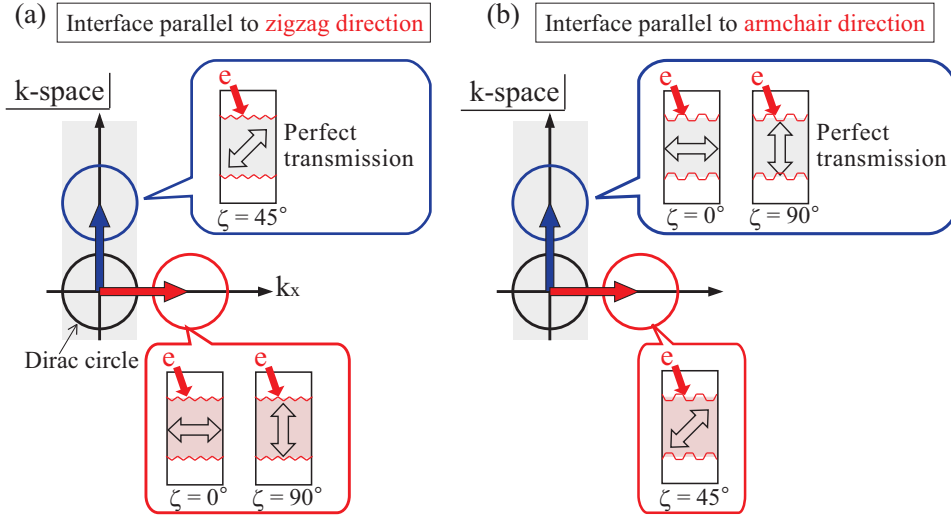 (a)
Interface parallel to zigzag direction
k-space
e
Perfect
transmission
ζ = 45°
kx
Dirac circle
e
e
ζ = 0°
ζ = 90°
(b)
Interface parallel to armchair direction
k-space
e
e
Perfect
transmission
ζ = 0°
ζ = 90°
e
ζ = 45°